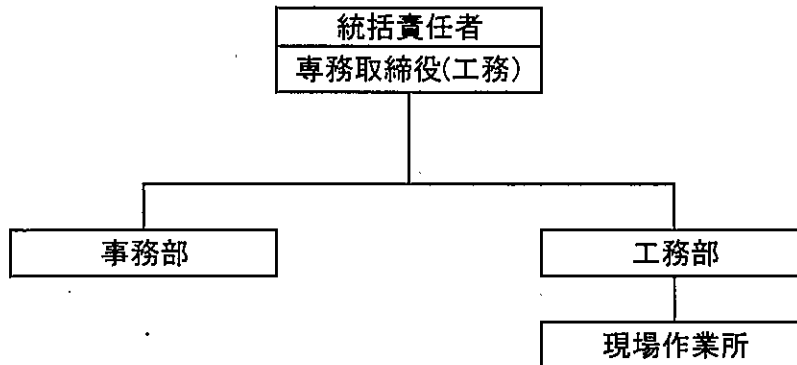 統括責任者
専務取締役(工務)
事務部
工務部
現場作業所